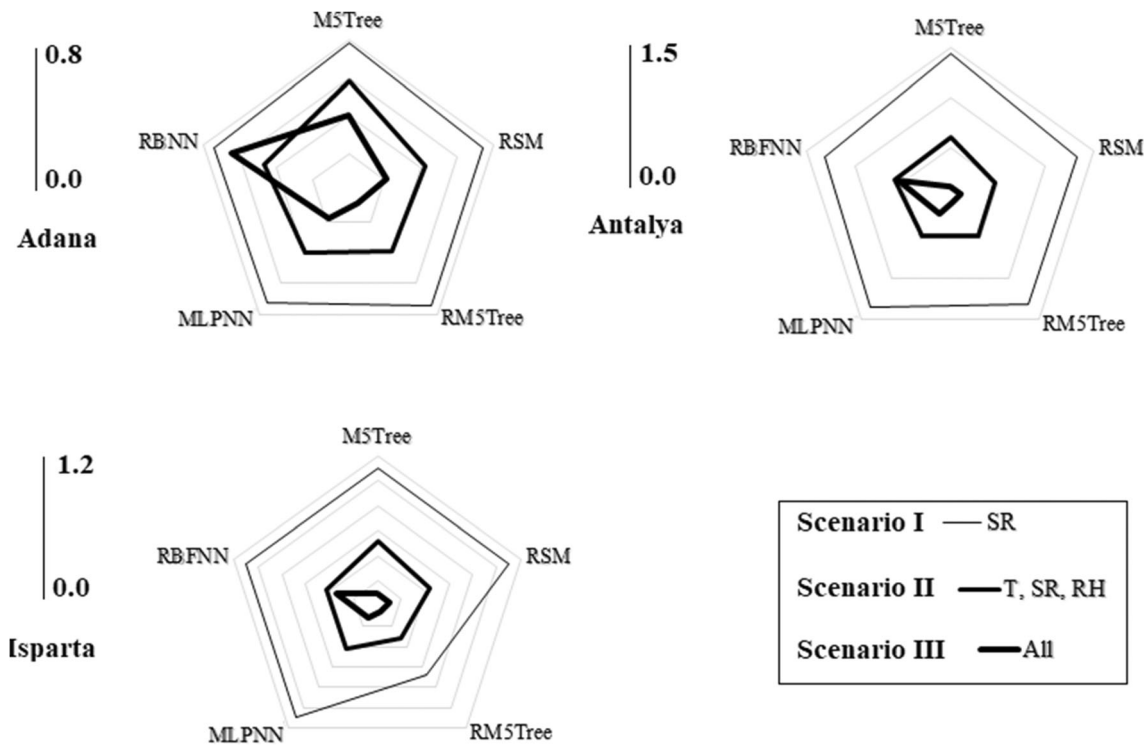 M5Tree
0.8
RBNN
RSM
0.0
Adana
MLPNN
RM5Tree
M5Tree
1.5
RBFNN
RSM
0.0
Antalya
MLPNN
RM5Tree
M5Tree
1.2
RBFNN
RSM
0.0
Isparta
MLPNN
RM5Tree
Scenario I SR
Scenario II T, SR, RH
Scenario III All